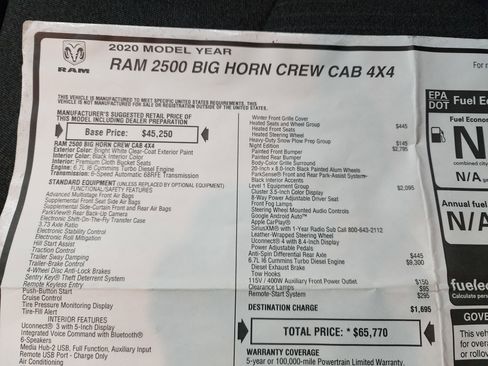 2020 MODEL YEAR
RAM 2500 BIG HORN CREW CAB 4X4
RAM
For m
THIS VEHICLE IS MANUFACTURED TO MEET SPECIFIC UNITED STATES REQUIREMENTS. THIS
VEHICLE IS NOT MANUFACTURED FOR SALE OR REGISTRATION OUTSIDE OF THE UNITED STATES.
MANUFACTURER'S SUGGESTED RETAIL PRICE OF
THIS MODEL INCLUDING DEALER PREPARATION
Base Price: $45,250
RAM 2500 BIG HORN CREW CAB 4X4
Exterior Color: Bright White Clear-Coat Exterior Paint
Interior Color: Black Interior Color
Interior: Premium Cloth Bucket Seats
Engine: 6.7L I6 Cummins Turbo Diesel Engine
Transmission: 6-Speed Automatic 68RFE Transmission
STANDARD EQUIPMENT (UNLESS REPLACED BY OPTIONAL EQUIPMENT)
FUNCTIONAL/SAFETY FEATURES
Advanced Multistage Front Air Bags
Supplemental Front Seat Side Air Bags
Supplemental Side-Curtain Front and Rear Air Bags
ParkView® Rear Back-Up Camera
Electronic Shift-On-The-Fly Transfer Case
3.73 Axle Ratio
Electronic Stability Control
Electronic Roll Mitigation
Hill Start Assist
Traction Control
Trailer Sway Damping
Trailer-Brake Control
4-Wheel Disc Anti-Lock Brakes
Sentry Key® Theft Deterrent System
Remote Keyless Entry
Push-Button Start
Cruise Control
Tire Pressure Monitoring Display
Tire-Fill Alert
INTERIOR FEATURES
Uconnect® 3 with 5-Inch Display
Integrated Voice Command with Bluetooth®
6-Speakers
Media Hub-2 USB, Full Function, Auxiliary Input
Remote USB Port - Charge Only
Air Conditioning
Winter Front Grille Cover
Heated Seats and Wheel Group $445
Heated Front Seats
Heated Steering Wheel
Heavy-Duty Snow Plow Prep Group $145
Night Edition $2,795
Painted Front Bumper
Painted Rear Bumper
Body-Color Grille Surround
20-Inch x 8.0-Inch Black Painted Alum Wheels
ParkSense® Front and Rear Park-Assist System
Black Interior Accents
Level 1 Equipment Group $2,095
Cluster 3.5-Inch Color Display
8-Way Power Adjustable Driver Seat
Front Fog Lamps
Steering Wheel Mounted Audio Controls
Google Android Auto™
Apple CarPlay®
SiriusXM® with 1-Year Radio Sub Call 800-643-2112
Leather-Wrapped Steering Wheel
Uconnect® 4 with 8.4-Inch Display
Power Adjustable Pedals
Anti-Spin Differential Rear Axle $445
6.7L I6 Cummins Turbo Diesel Engine $9,300
Diesel Exhaust Brake
Tow Hooks
115V / 400W Auxiliary Front Power Outlet $150
Clearance Lamps $95
Remote-Start System $295
DESTINATION CHARGE $1,695
TOTAL PRICE: * $65,770
WARRANTY COVERAGE
5-year or 100,000-mile Powertrain Limited Warranty.
EPA
DOT
Fuel E
Fuel Econo
N
combined city
N/A
Annual fuel
N/A
fuelec
Calculate perso
GOVE
This vehicle